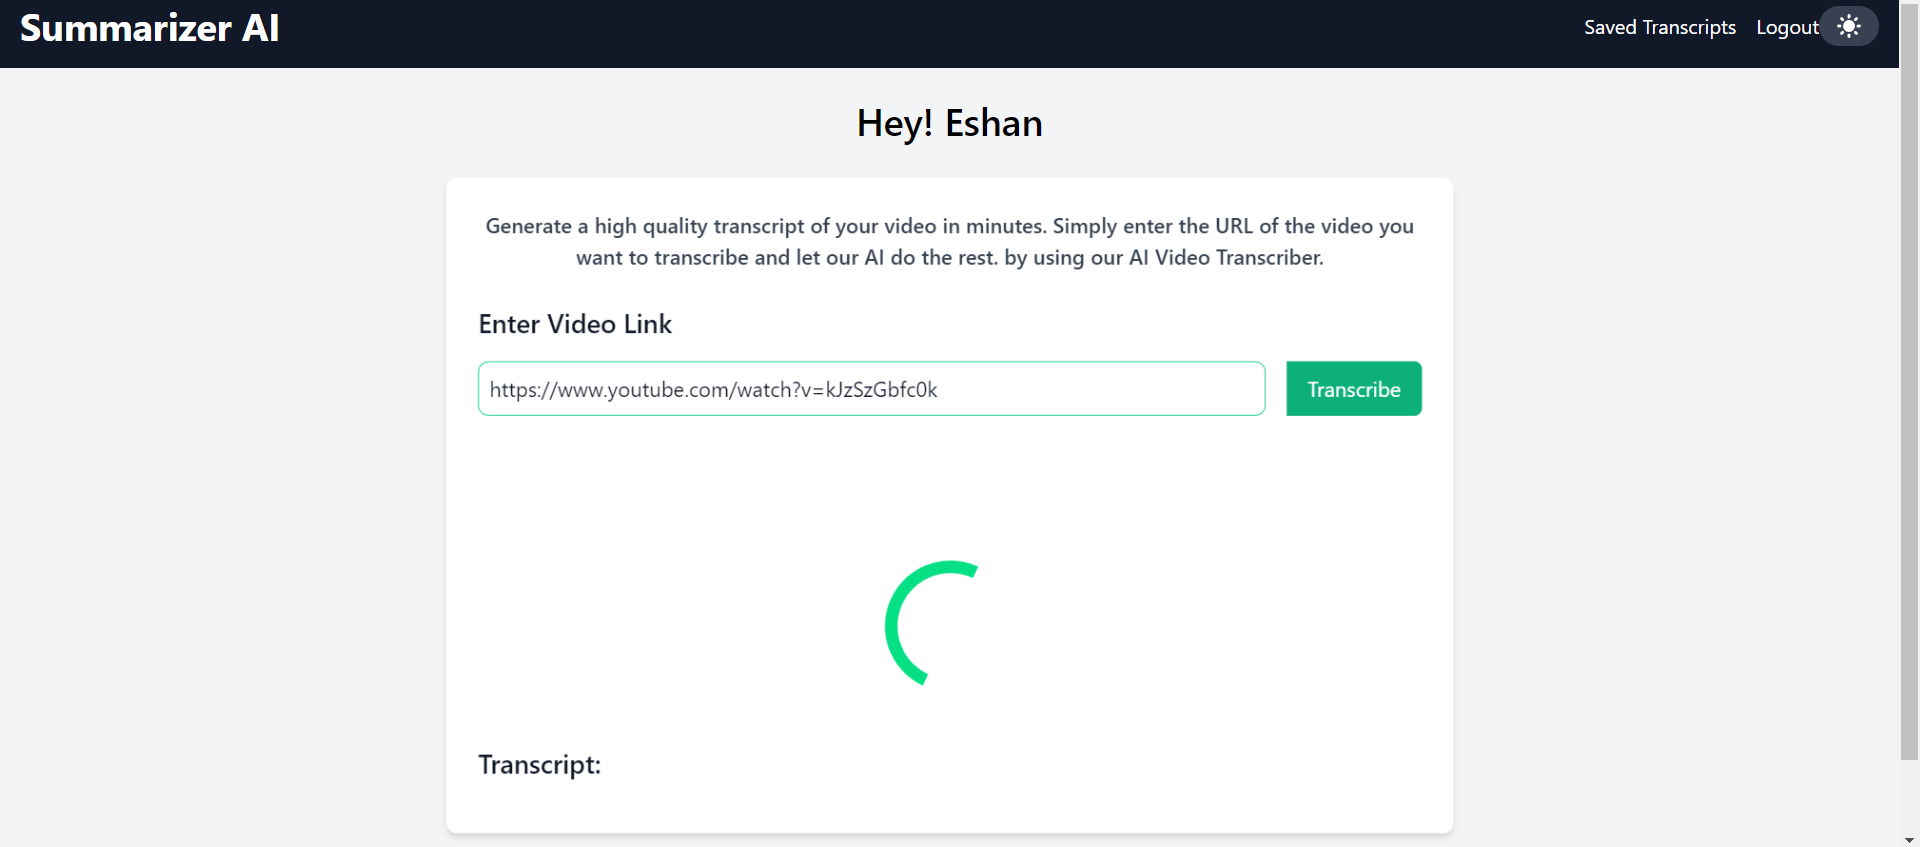 Summarizer AI
Saved Transcripts
Logout
Hey! Eshan
Generate a high quality transcript of your video in minutes. Simply enter the URL of the video you
want to transcribe and let our AI do the rest. by using our AI Video Transcriber.
Enter Video Link
https://www.youtube.com/watch?v=kJzSzGbfc0k
Transcribe
Transcript: